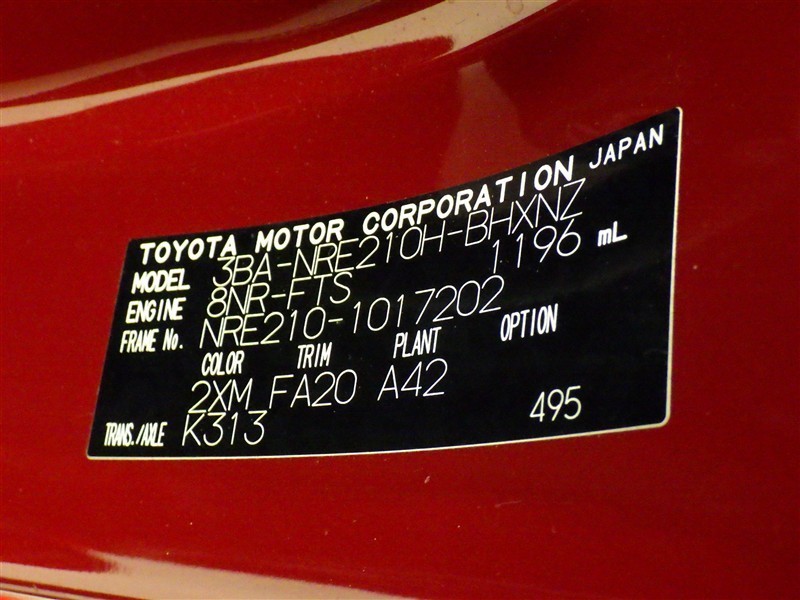 TOYOTA MOTOR CORPORATION JAPAN
MODEL 3BA-NRE210H-BHXNZ
ENGINE 8NR-FTS 1196 mL
FRAME No. NRE210-1017202
COLOR TRIM PLANT OPTION
2XM FA20 A42
TRANS./AXLE K313 495